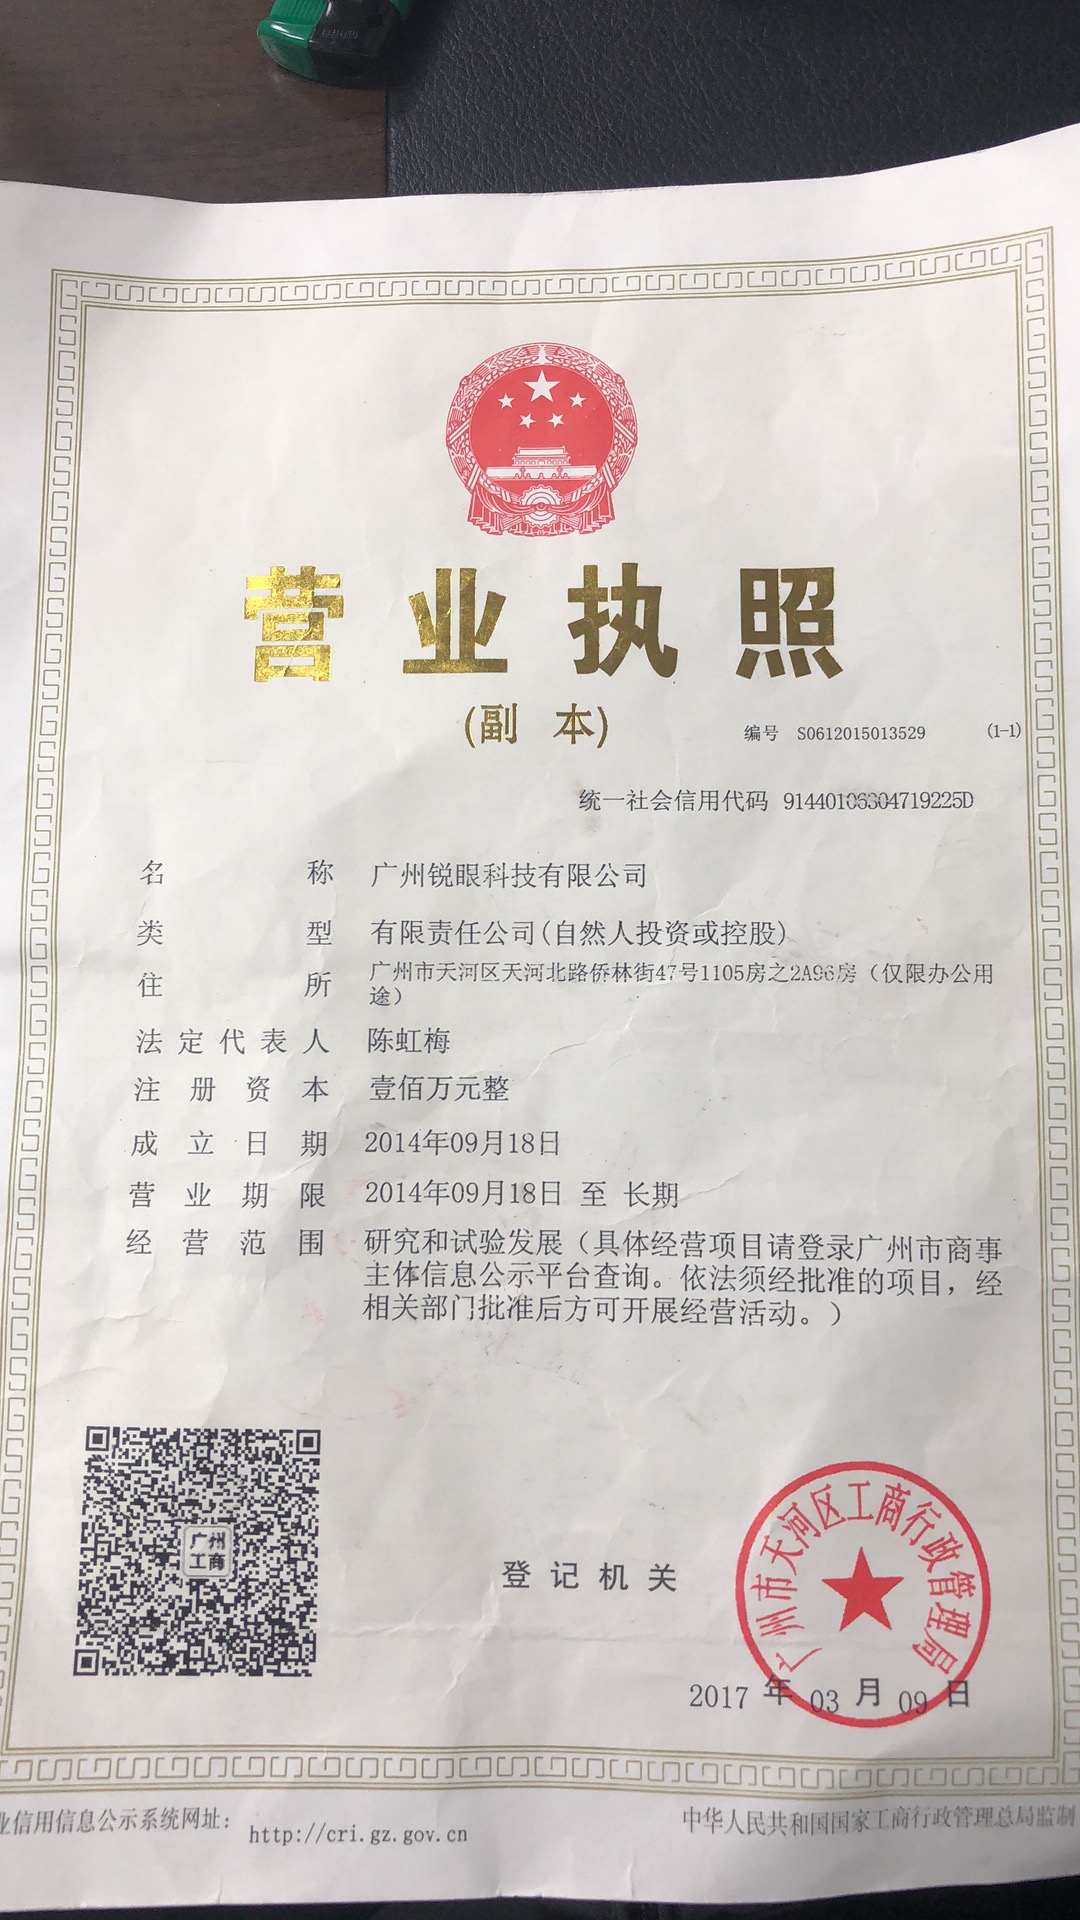 营业执照
(副本)
编号 S0612015013529 (1-1)
统一社会信用代码 91440106304719225D
名称 广州锐眼科技有限公司
类型 有限责任公司(自然人投资或控股)
住所 广州市天河区天河北路侨林街47号1105房之2A96房（仅限办公用
途）
法定代表人 陈虹梅
注册资本 壹佰万元整
成立日期 2014年09月18日
营业期限 2014年09月18日 至 长期
经营范围 研究和试验发展（具体经营项目请登录广州市商事
主体信息公示平台查询。依法须经批准的项目，经
相关部门批准后方可开展经营活动。）
广州
工商
登记机关
广州市天河区工商行政管理局
2017 年 03 月 09 日
业信用信息公示系统网址： http://cri.gz.gov.cn
中华人民共和国国家工商行政管理总局监制